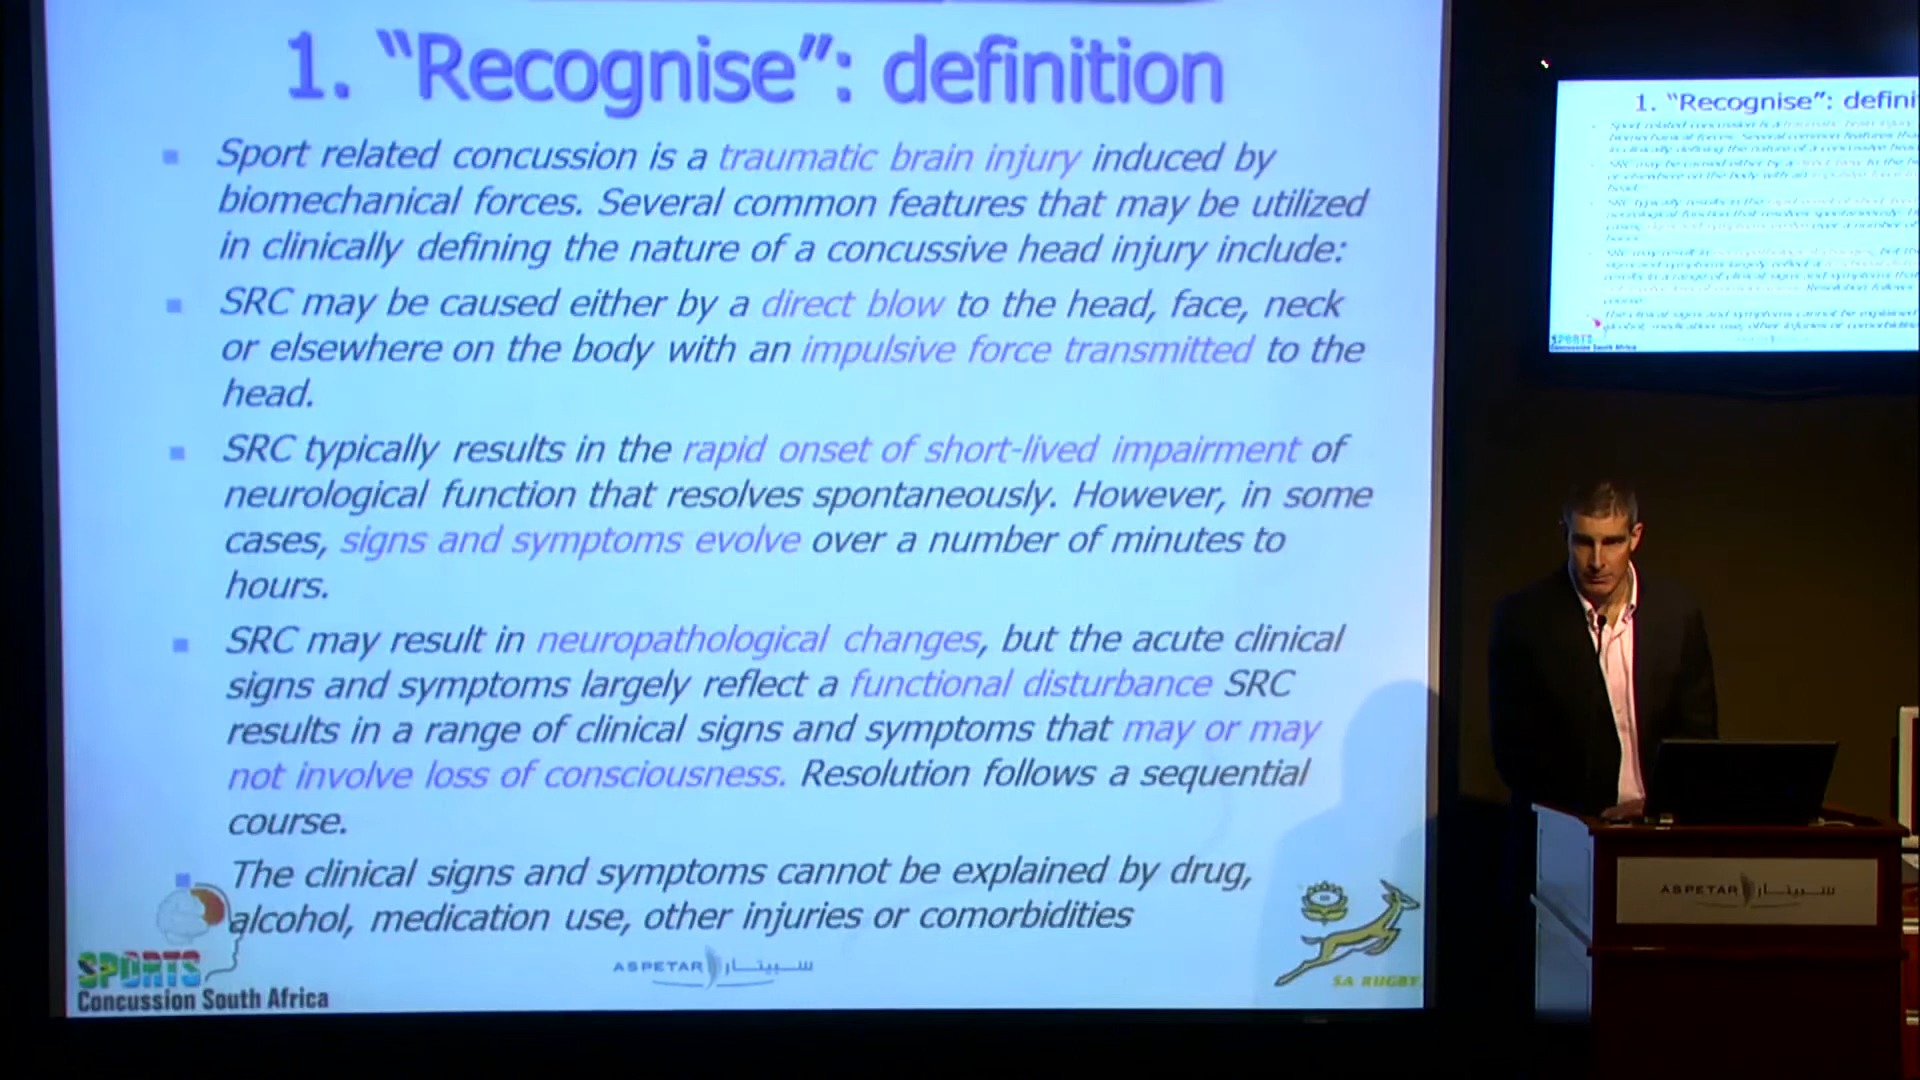 1. “Recognise”: definition
Sport related concussion is a traumatic brain injury induced by
biomechanical forces. Several common features that may be utilized
in clinically defining the nature of a concussive head injury include:
SRC may be caused either by a direct blow to the head, face, neck
or elsewhere on the body with an impulsive force transmitted to the
head.
SRC typically results in the rapid onset of short-lived impairment of
neurological function that resolves spontaneously. However, in some
cases, signs and symptoms evolve over a number of minutes to
hours.
SRC may result in neuropathological changes, but the acute clinical
signs and symptoms largely reflect a functional disturbance SRC
results in a range of clinical signs and symptoms that may or may
not involve loss of consciousness. Resolution follows a sequential
course.
The clinical signs and symptoms cannot be explained by drug,
alcohol, medication use, other injuries or comorbidities
SPORTS
Concussion South Africa
ASPETAR سبيتار
SA RUGBY
1. “Recognise”: defini
ASPETAR سبيتار